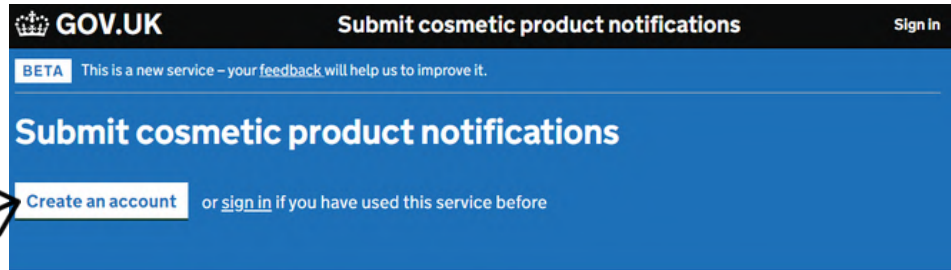 GOV.UK Submit cosmetic product notifications Sign in
BETA This is a new service – your feedback will help us to improve it.
Submit cosmetic product notifications
Create an account or sign in if you have used this service before